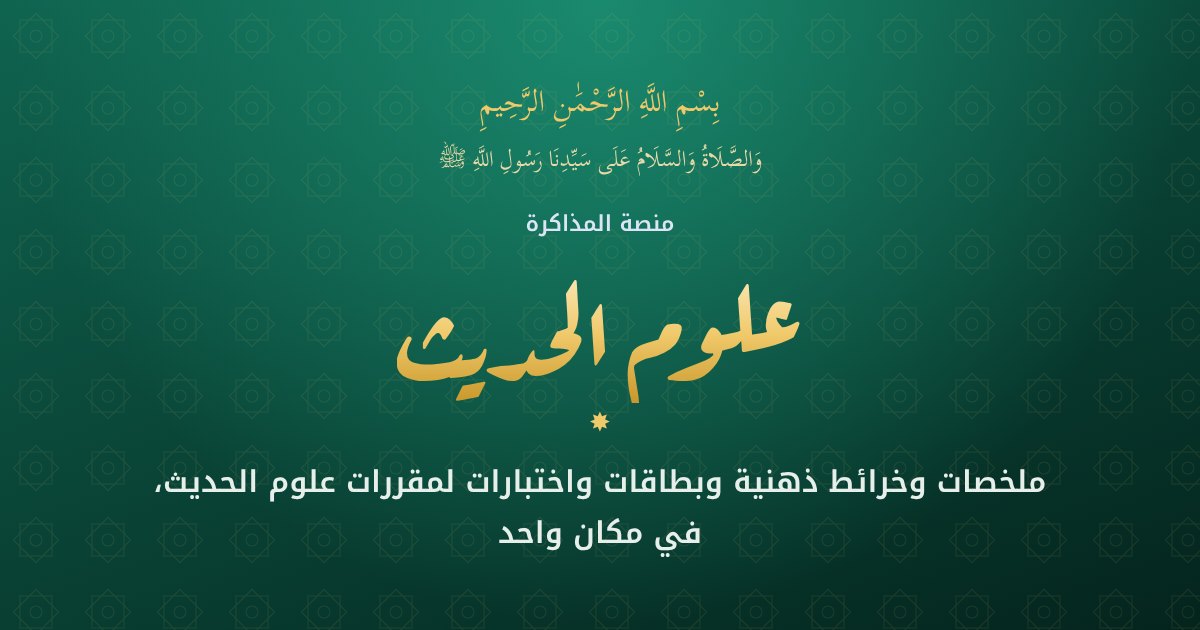 بِسْمِ اللَّهِ الرَّحْمَٰنِ الرَّحِيمِ
وَالصَّلَاةُ وَالسَّلَامُ عَلَى سَيِّدِنَا رَسُولِ اللَّهِ ﷺ
منصة المذاكرة
علوم الحديث
ملخصات وخرائط ذهنية وبطاقات واختبارات لمقررات علوم الحديث،
في مكان واحد